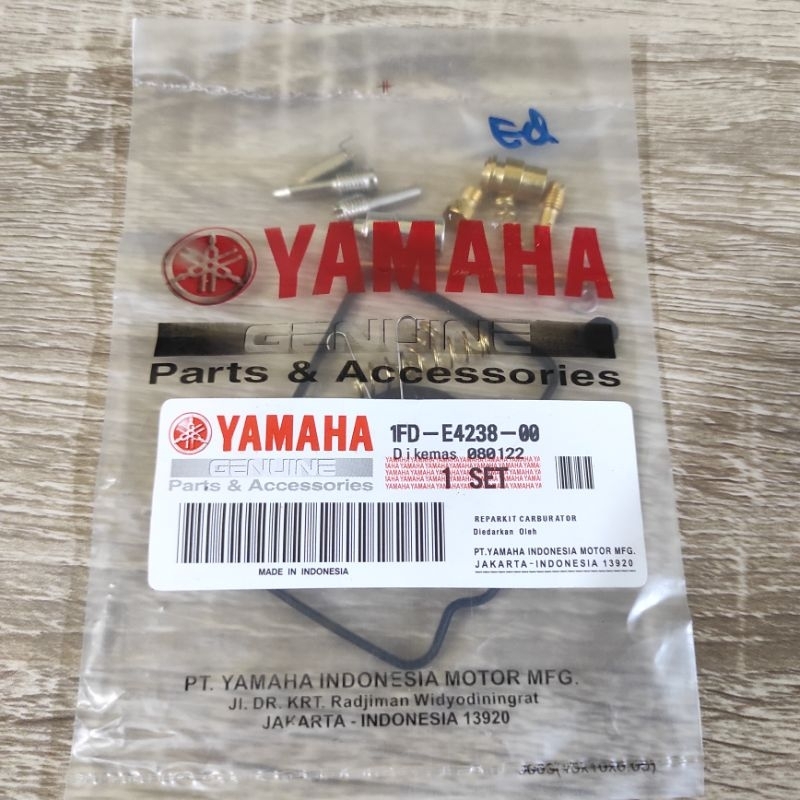 Ed
YAMAHA
GENUINE
Parts & Accessories
YAMAHA
GENUINE
Parts & Accessories
1FD-E4238-00
Dikemas 080122
1 SET
REPARKIT CARBURATOR
Diedarkan Oleh
PT.YAMAHA INDONESIA MOTOR MFG.
JAKARTA-INDONESIA 13920
MADE IN INDONESIA
PT. YAMAHA INDONESIA MOTOR MFG.
Jl. DR. KRT. Radjiman Widyodiningrat
JAKARTA - INDONESIA 13920